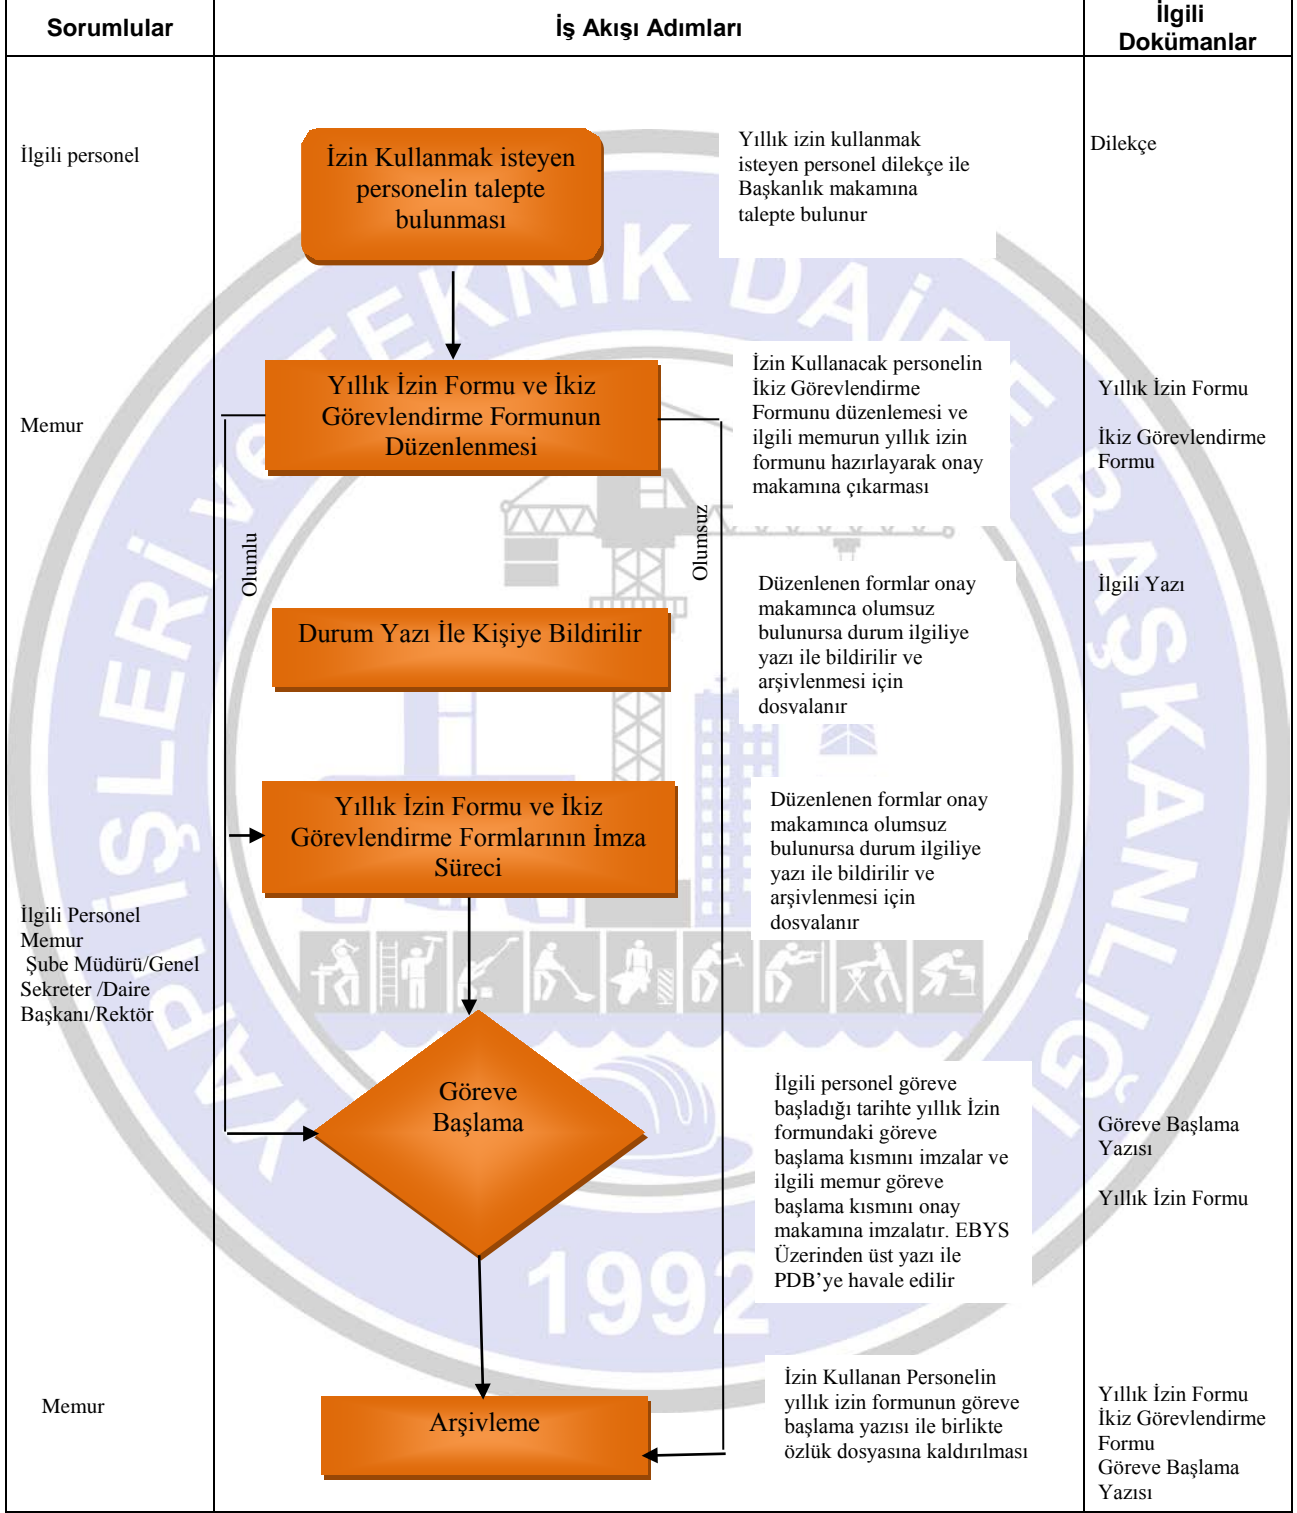 Sorumlular
İş Akışı Adımları
İlgili
Dokümanlar
İlgili personel
İzin Kullanmak isteyen
personelin talepte
bulunması
Yıllık izin kullanmak
isteyen personel dilekçe ile
Başkanlık makamına
talepte bulunur
Dilekçe
Memur
Yıllık İzin Formu ve İkiz
Görevlendirme Formunun
Düzenlenmesi
İzin Kullanacak personelin
İkiz Görevlendirme
Formunu düzenlemesi ve
ilgili memurun yıllık izin
formunu hazırlayarak onay
makamına çıkarması
Yıllık İzin Formu
İkiz Görevlendirme
Formu
Olumlu
Olumsuz
Durum Yazı İle Kişiye Bildirilir
Düzenlenen formlar onay
makamınca olumsuz
bulunursa durum ilgiliye
yazı ile bildirilir ve
arşivlenmesi için
dosyalanır
İlgili Yazı
Yıllık İzin Formu ve İkiz
Görevlendirme Formlarının İmza
Süreci
Düzenlenen formlar onay
makamınca olumsuz
bulunursa durum ilgiliye
yazı ile bildirilir ve
arşivlenmesi için
dosyalanır
İlgili Personel
Memur
Şube Müdürü/Genel
Sekreter /Daire
Başkanı/Rektör
Göreve
Başlama
İlgili personel göreve
başladığı tarihte yıllık İzin
formundaki göreve
başlama kısmını imzalar ve
ilgili memur göreve
başlama kısmını onay
makamına imzalatır. EBYS
Üzerinden üst yazı ile
PDB’ye havale edilir
Göreve Başlama
Yazısı
Yıllık İzin Formu
Memur
Arşivleme
İzin Kullanan Personelin
yıllık izin formunun göreve
başlama yazısı ile birlikte
özlük dosyasına kaldırılması
Yıllık İzin Formu
İkiz Görevlendirme
Formu
Göreve Başlama
Yazısı
YAPI İŞLERİ ve TEKNİK DAİRE BAŞKANLIĞI
1992